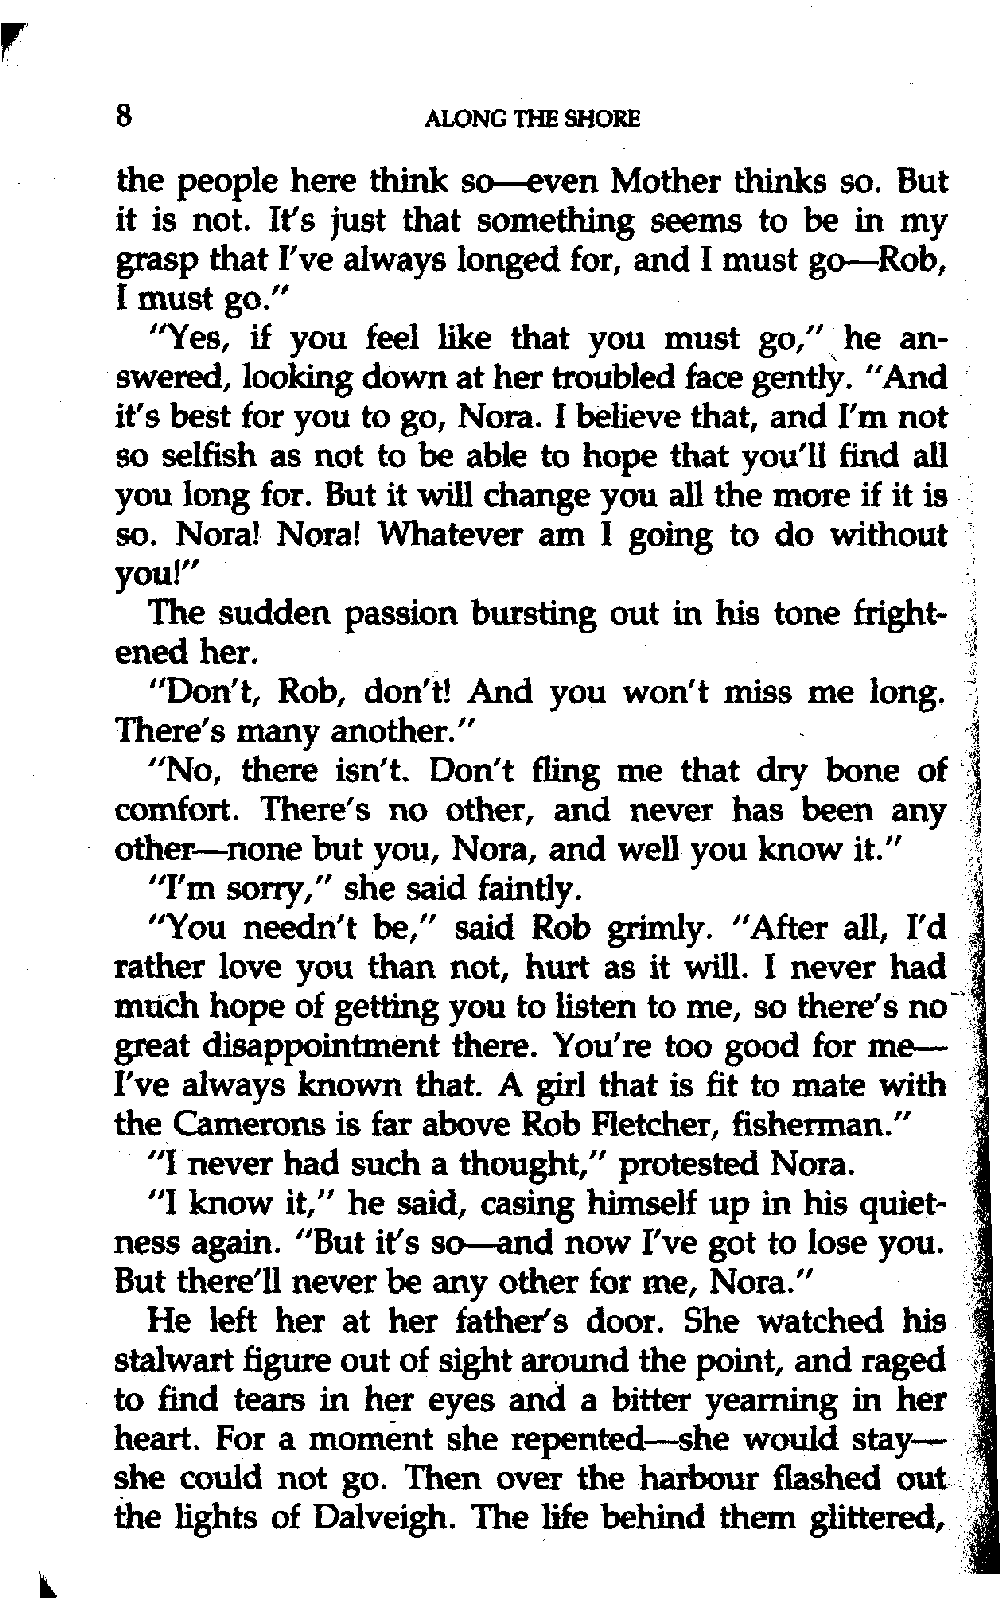 8 ALONG THE SHORE
the people here think so—even Mother thinks so. But
it is not. It's just that something seems to be in my
grasp that I've always longed for, and I must go—Rob,
I must go."
"Yes, if you feel like that you must go," he an-
swered, looking down at her troubled face gently. "And
it's best for you to go, Nora. I believe that, and I'm not
so selfish as not to be able to hope that you'll find all
you long for. But it will change you all the more if it is
so. Nora! Nora! Whatever am I going to do without
you!"
The sudden passion bursting out in his tone fright-
ened her.
"Don't, Rob, don't! And you won't miss me long.
There's many another."
"No, there isn't. Don't fling me that dry bone of
comfort. There's no other, and never has been any
other—none but you, Nora, and well you know it."
"I'm sorry," she said faintly.
"You needn't be," said Rob grimly. "After all, I'd
rather love you than not, hurt as it will. I never had
much hope of getting you to listen to me, so there's no
great disappointment there. You're too good for me—
I've always known that. A girl that is fit to mate with
the Camerons is far above Rob Fletcher, fisherman."
"I never had such a thought," protested Nora.
"I know it," he said, casing himself up in his quiet-
ness again. "But it's so—and now I've got to lose you.
But there'll never be any other for me, Nora."
He left her at her father's door. She watched his
stalwart figure out of sight around the point, and raged
to find tears in her eyes and a bitter yearning in her
heart. For a moment she repented—she would stay—
she could not go. Then over the harbour flashed out
the lights of Dalveigh. The life behind them glittered,